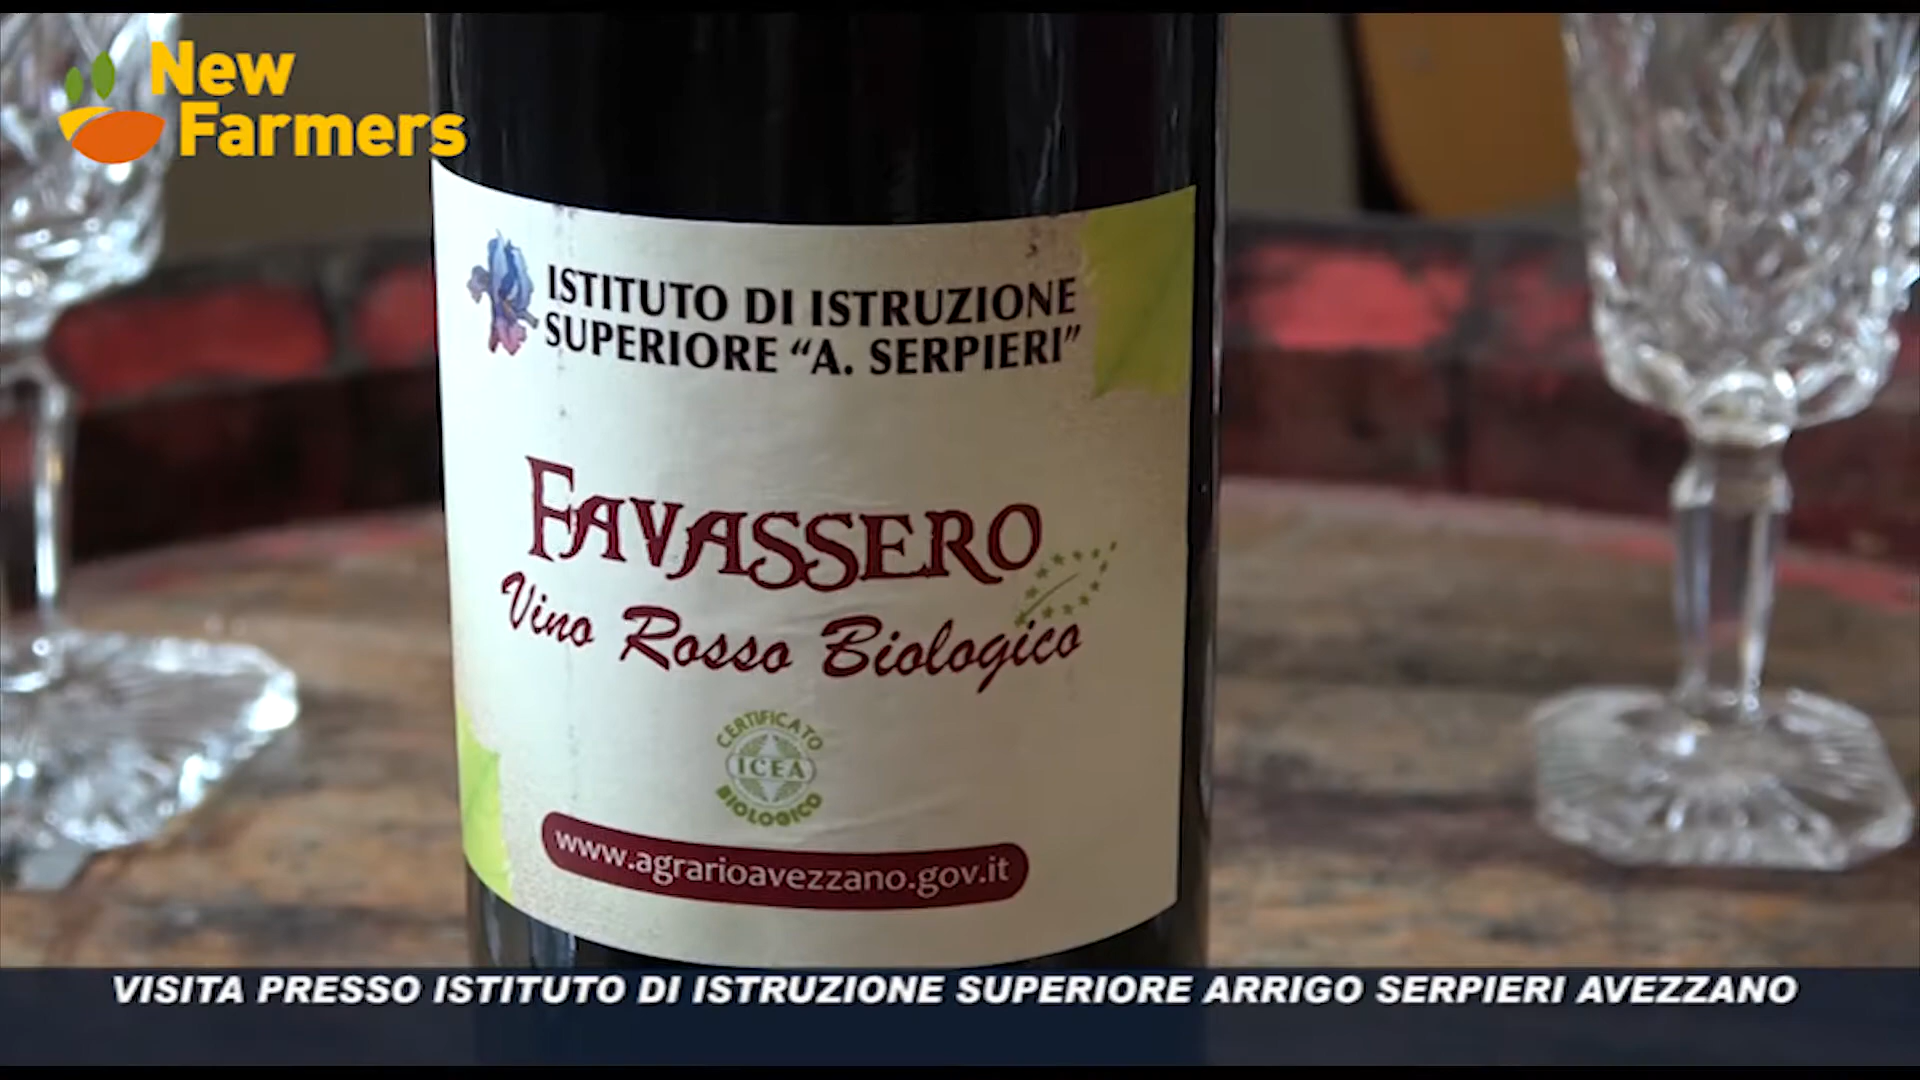 New
Farmers
ISTITUTO DI ISTRUZIONE
SUPERIORE “A. SERPIERI”
FAVASSERO
Vino Rosso Biologico
CERTIFICATO
ICEA
BIOLOGICO
www.agrarioavezzano.gov.it
VISITA PRESSO ISTITUTO DI ISTRUZIONE SUPERIORE ARRIGO SERPIERI AVEZZANO